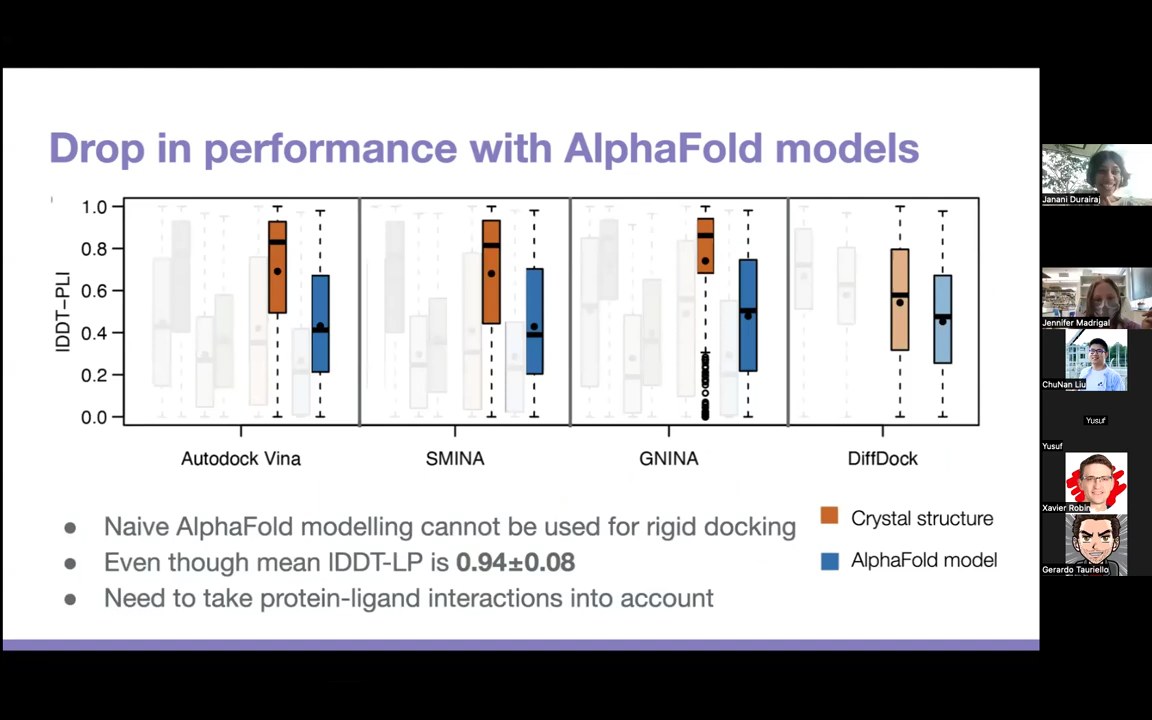 Drop in performance with AlphaFold models
lDDT−PLI
1.0
0.8
0.6
0.4
0.2
0.0
Autodock Vina
SMINA
GNINA
DiffDock
● Naive AlphaFold modelling cannot be used for rigid docking
● Even though mean lDDT-LP is 0.94±0.08
● Need to take protein-ligand interactions into account
Crystal structure
AlphaFold model
Janani Durairaj
Jennifer Madrigal
ChuNan Liu
Yusuf
Yusuf
Xavier Robin
Gerardo Tauriello